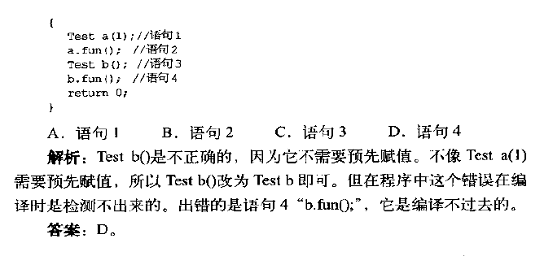 {
Test a(1);//语句1
a.fun(); //语句2
Test b(); //语句3
b.fun(); //语句4
return 0;
}
A. 语句 1 B. 语句 2 C. 语句 3 D. 语句 4
解析：Test b()是不正确的，因为它不需要预先赋值。不像 Test a(1)
需要预先赋值，所以 Test b()改为 Test b 即可。但在程序中这个错误在编
译时是检测不出来的。出错的是语句 4 “b.fun();”，它是编译不过去的。
答案：D。